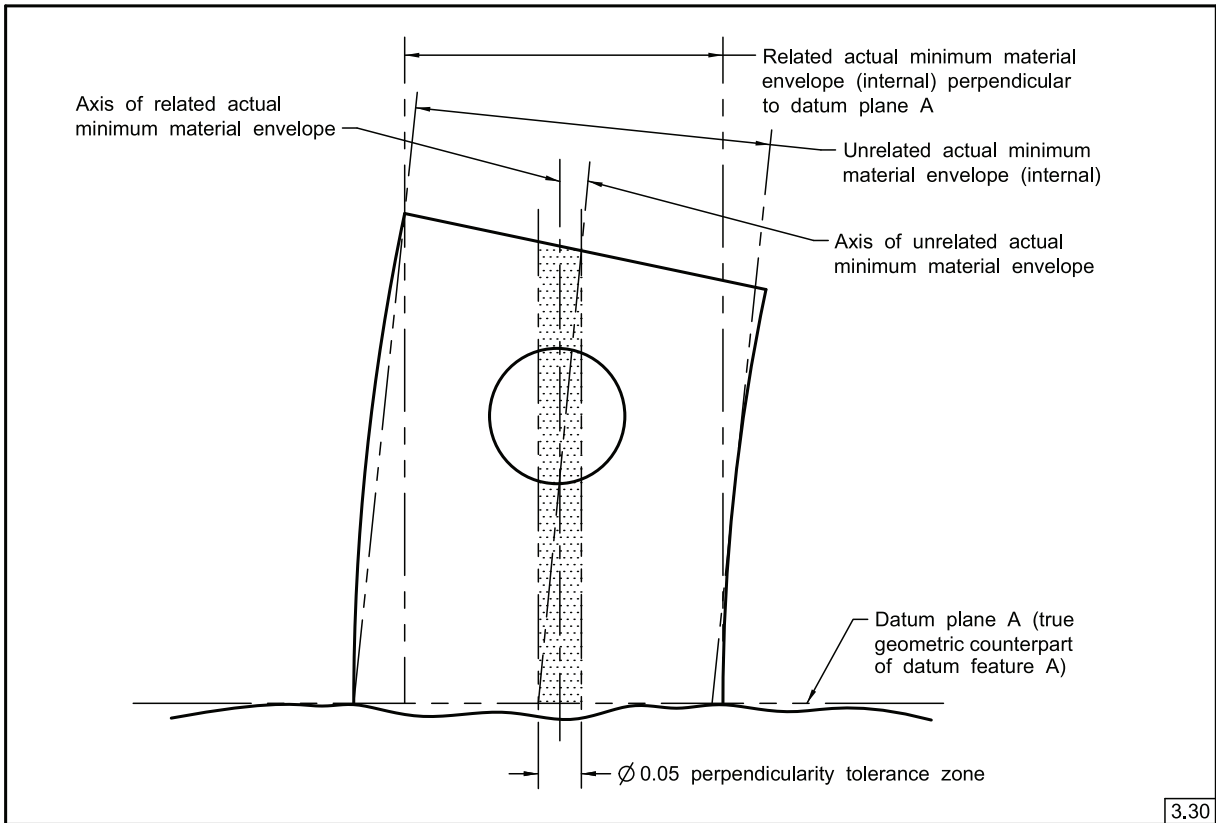 Related actual minimum material
envelope (internal) perpendicular
to datum plane A
Axis of related actual
minimum material envelope
Unrelated actual minimum
material envelope (internal)
Axis of unrelated actual
minimum material envelope
Datum plane A (true
geometric counterpart
of datum feature A)
∅ 0.05 perpendicularity tolerance zone
3.30